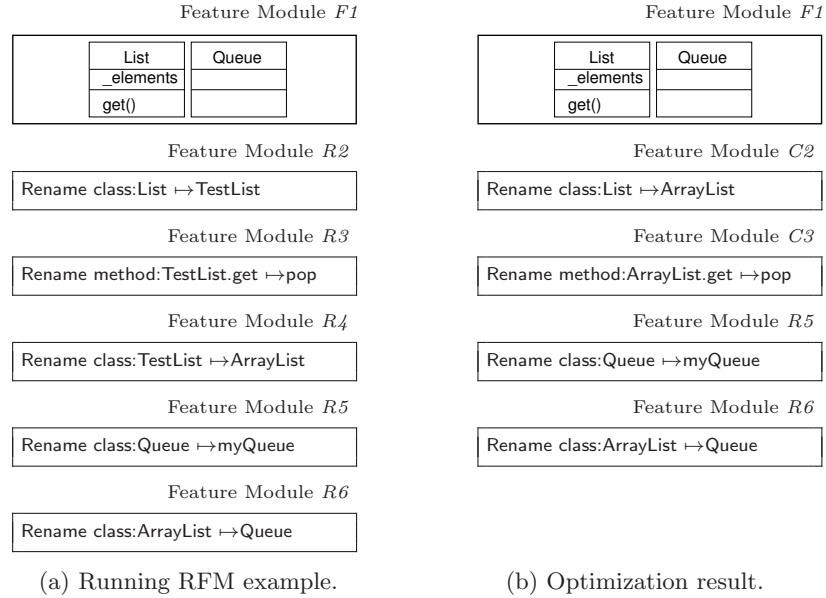 Feature Module F1
List
Queue
_elements
get()
Feature Module R2
Rename class:List ↦TestList
Feature Module R3
Rename method:TestList.get ↦pop
Feature Module R4
Rename class:TestList ↦ArrayList
Feature Module R5
Rename class:Queue ↦myQueue
Feature Module R6
Rename class:ArrayList ↦Queue
(a) Running RFM example.
Feature Module F1
List
Queue
_elements
get()
Feature Module C2
Rename class:List ↦ArrayList
Feature Module C3
Rename method:ArrayList.get ↦pop
Feature Module R5
Rename class:Queue ↦myQueue
Feature Module R6
Rename class:ArrayList ↦Queue
(b) Optimization result.